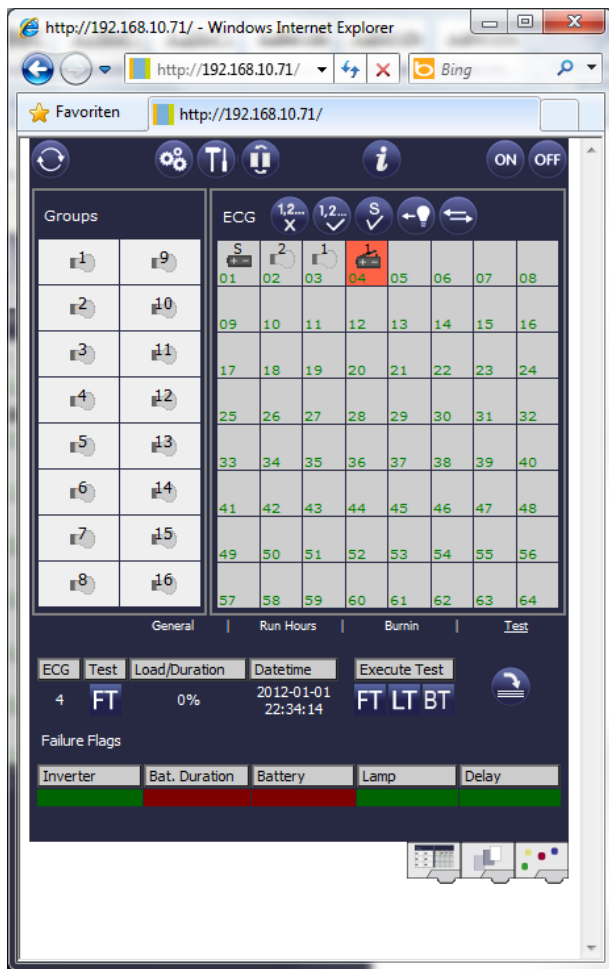 http://192.168.10.71/ - Windows Internet Explorer
http://192.168.10.71/
Bing
Favoriten
http://192.168.10.71/
i
ON OFF
Groups
ECG 1,2... X 1,2... S
1 9
2 10
3 11
4 12
5 13
6 14
7 15
8 16
S 2 1 1
01 02 03 04 05 06 07 08
09 10 11 12 13 14 15 16
17 18 19 20 21 22 23 24
25 26 27 28 29 30 31 32
33 34 35 36 37 38 39 40
41 42 43 44 45 46 47 48
49 50 51 52 53 54 55 56
57 58 59 60 61 62 63 64
General | Run Hours | Burnin | Test
ECG Test Load/Duration Datetime Execute Test
4 FT 0% 2012-01-01 FT LT BT
22:34:14
Failure Flags
Inverter Bat. Duration Battery Lamp Delay